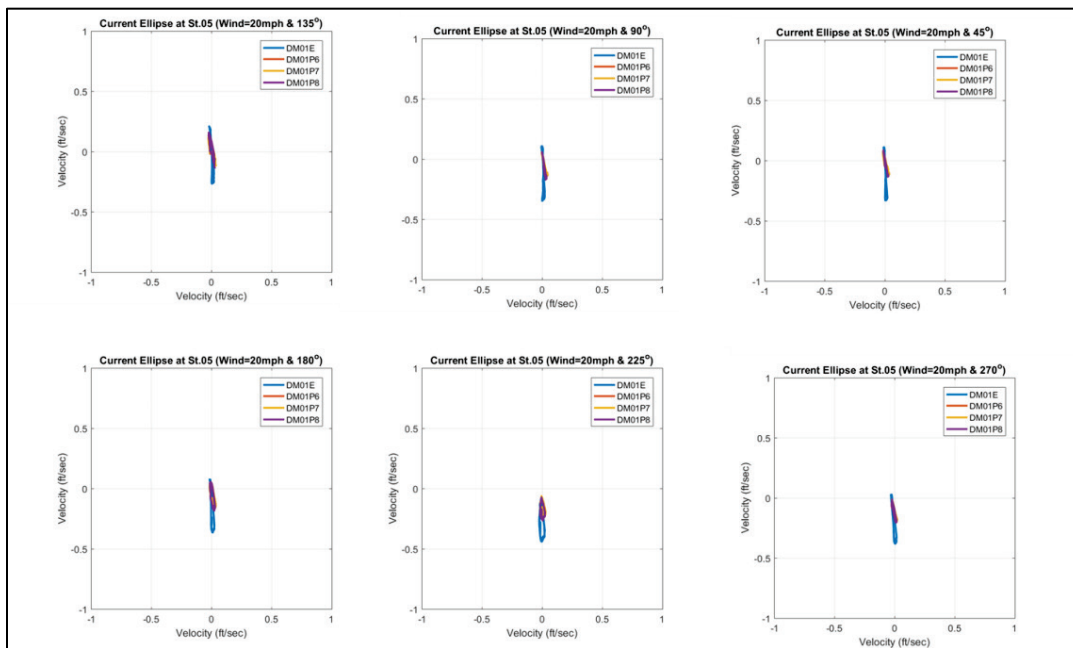 Current Ellipse at St.05 (Wind=20mph & 135°)
1
0.5
0
-0.5
-1
-1
-0.5
0
0.5
1
Velocity (ft/sec)
Velocity (ft/sec)
DM01E
DM01P6
DM01P7
DM01P8
Current Ellipse at St.05 (Wind=20mph & 90°)
1
0.5
0
-0.5
-1
-1
-0.5
0
0.5
1
Velocity (ft/sec)
Velocity (ft/sec)
DM01E
DM01P6
DM01P7
DM01P8
Current Ellipse at St.05 (Wind=20mph & 45°)
1
0.5
0
-0.5
-1
-1
-0.5
0
0.5
1
Velocity (ft/sec)
Velocity (ft/sec)
DM01E
DM01P6
DM01P7
DM01P8
Current Ellipse at St.05 (Wind=20mph & 180°)
1
0.5
0
-0.5
-1
-1
-0.5
0
0.5
1
Velocity (ft/sec)
Velocity (ft/sec)
DM01E
DM01P6
DM01P7
DM01P8
Current Ellipse at St.05 (Wind=20mph & 225°)
1
0.5
0
-0.5
-1
-1
-0.5
0
0.5
1
Velocity (ft/sec)
Velocity (ft/sec)
DM01E
DM01P6
DM01P7
DM01P8
Current Ellipse at St.05 (Wind=20mph & 270°)
1
0.5
0
-0.5
-1
-1
-0.5
0
0.5
1
Velocity (ft/sec)
Velocity (ft/sec)
DM01E
DM01P6
DM01P7
DM01P8